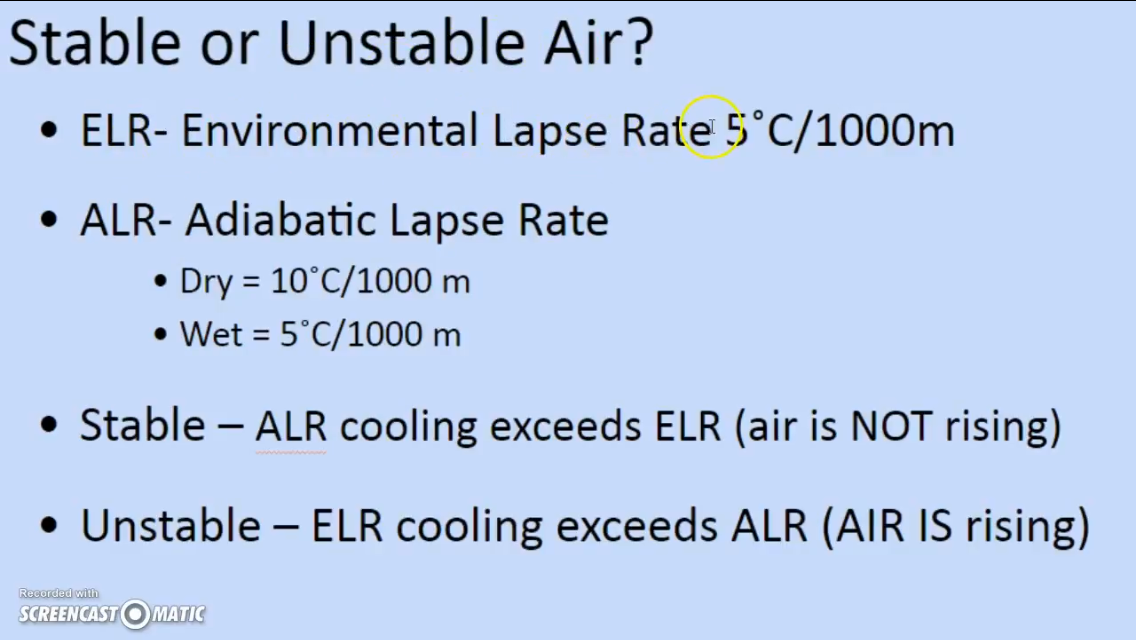 Stable or Unstable Air?
• ELR- Environmental Lapse Rate 5˚C/1000m
• ALR- Adiabatic Lapse Rate
• Dry = 10˚C/1000 m
• Wet = 5˚C/1000 m
• Stable – ALR cooling exceeds ELR (air is NOT rising)
• Unstable – ELR cooling exceeds ALR (AIR IS rising)
Recorded with
SCREENCAST MATIC